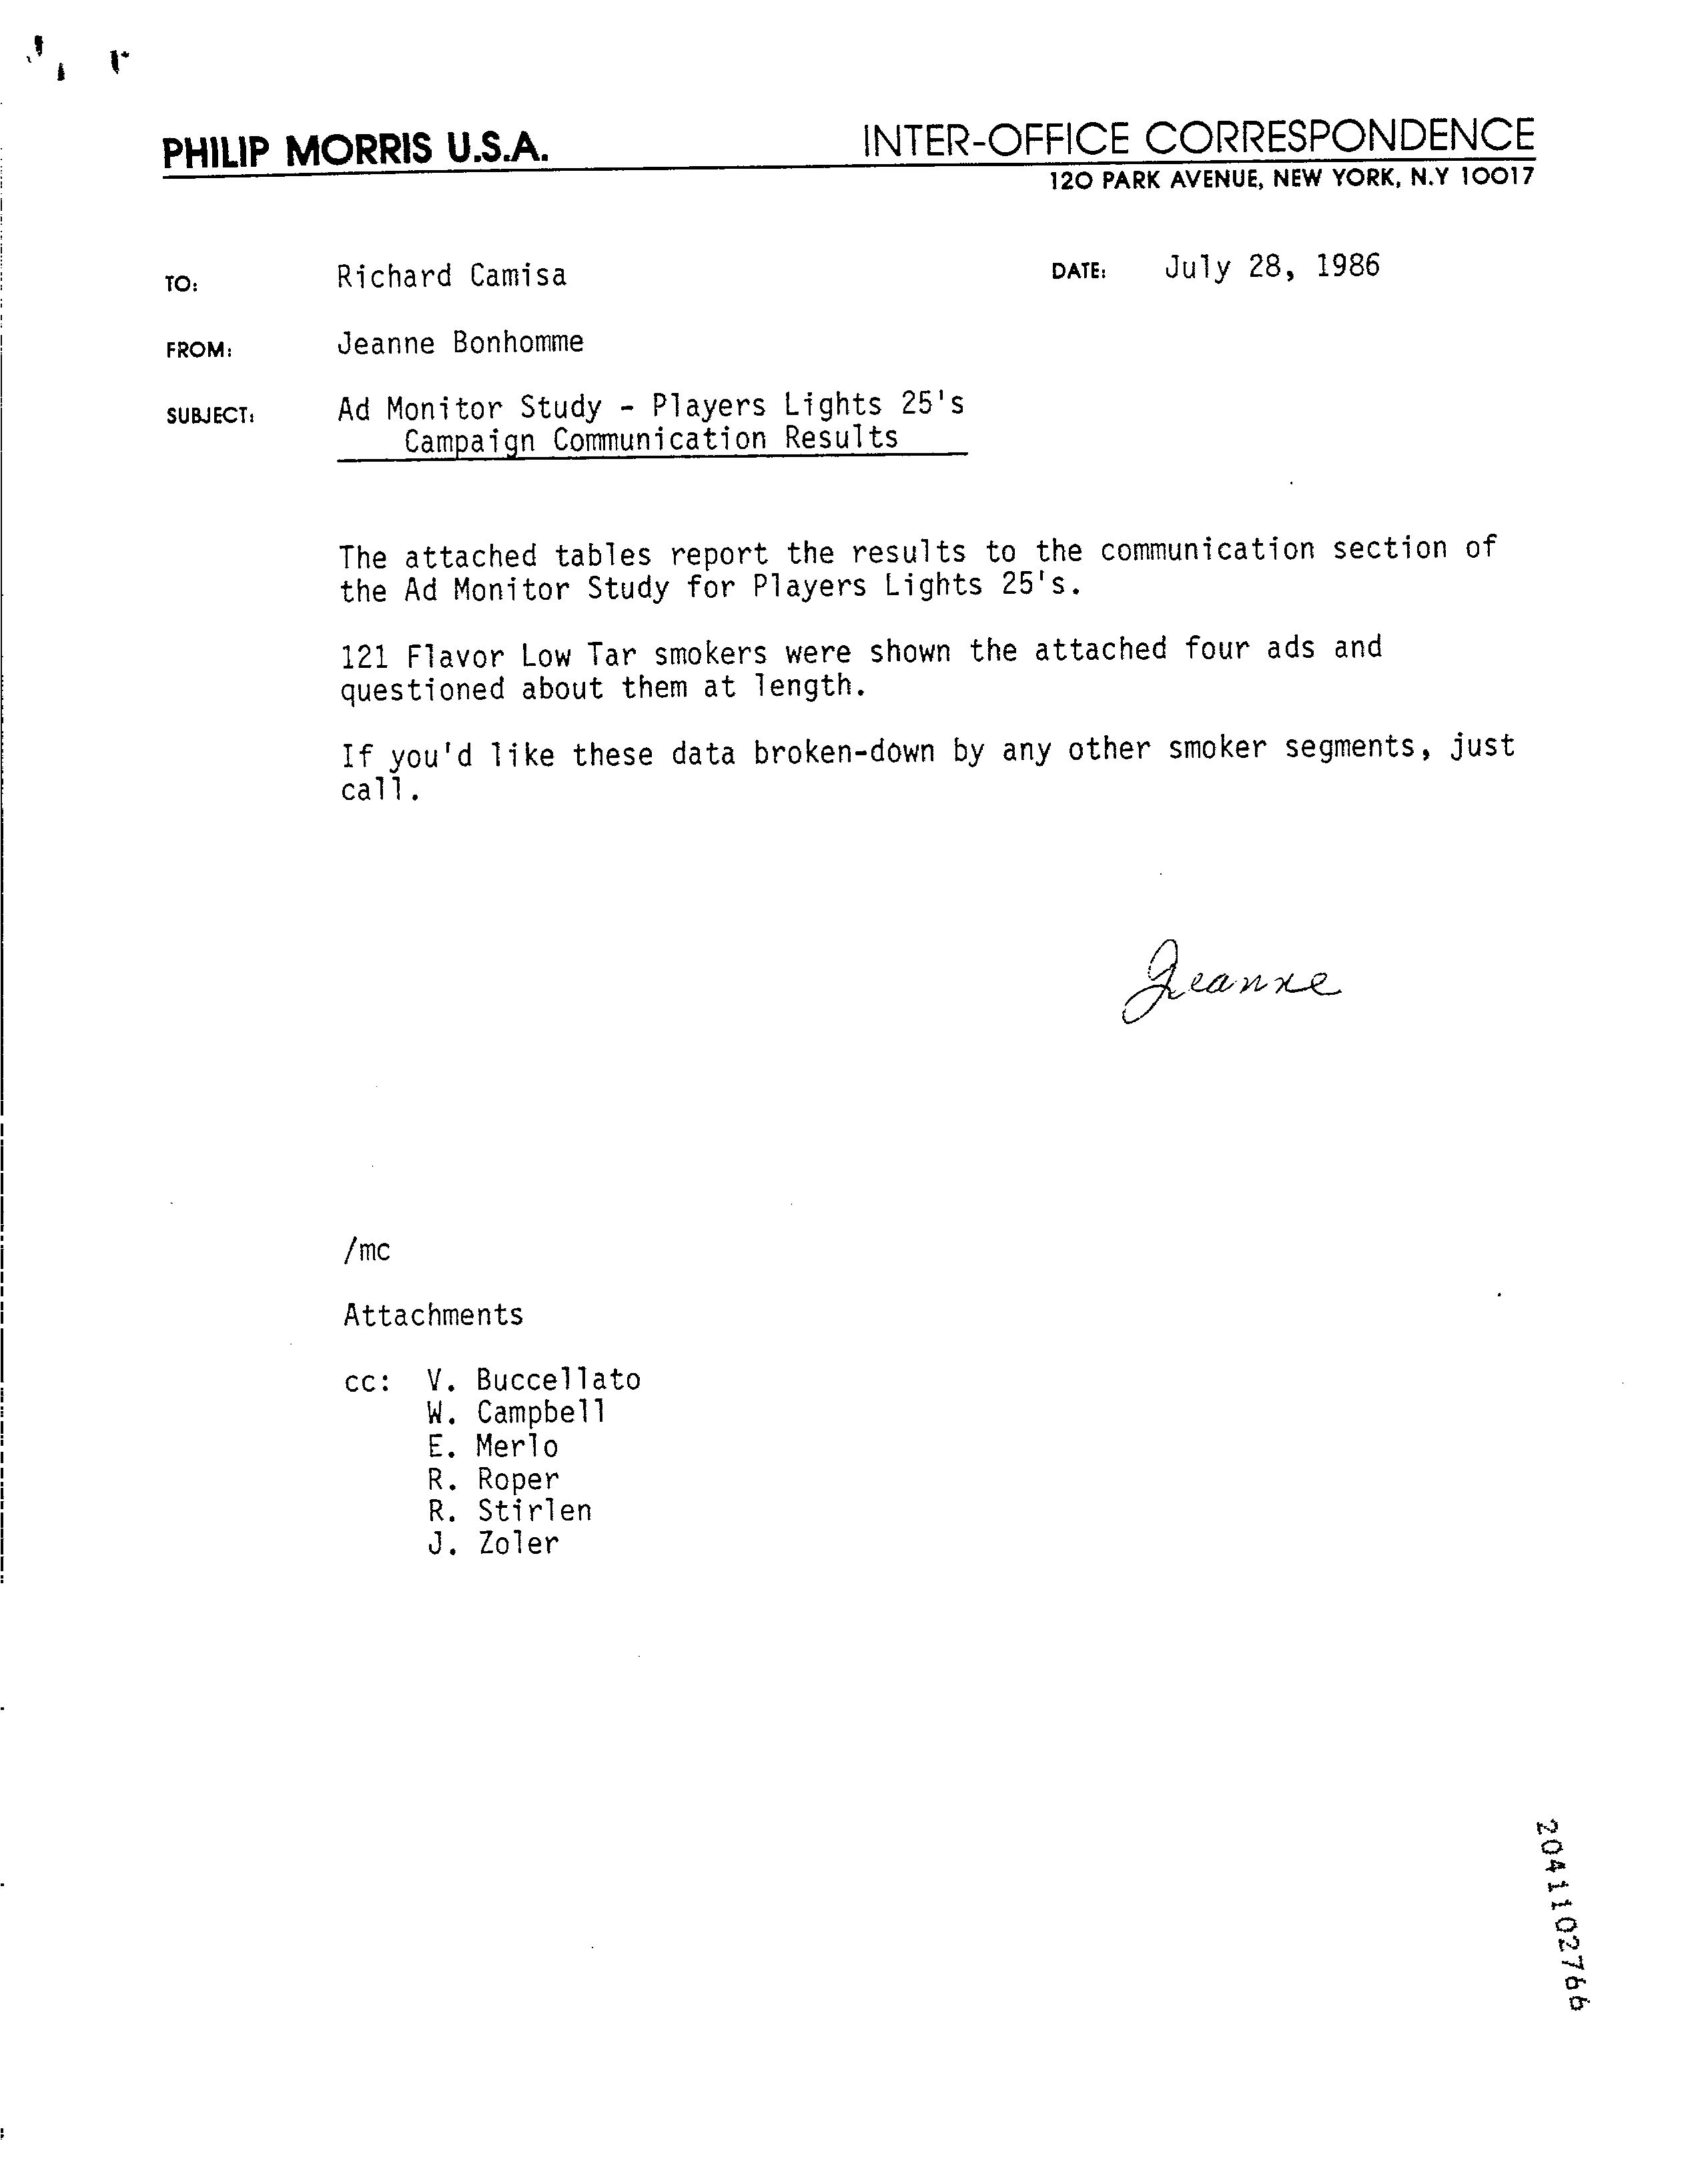 PHILIP MORRIS U.S.A.
INTER-OFFICE CORRESPONDENCE
120 PARK AVENUE, NEW YORK, N.Y 10017
TO: Richard Camisa
DATE: July 28, 1986
FROM: Jeanne Bonhomme
SUBJECT: Ad Monitor Study - Players Lights 25's
Campaign Communication Results
The attached tables report the results to the communication section of
the Ad Monitor Study for Players Lights 25's.
121 Flavor Low Tar smokers were shown the attached four ads and
questioned about them at length.
If you'd like these data broken-down by any other smoker segments, just
call.
Jeanne
/mc
Attachments
cc: V. Buccellato
W. Campbell
E. Merlo
R. Roper
R. Stirlen
J. Zoler
2041102766